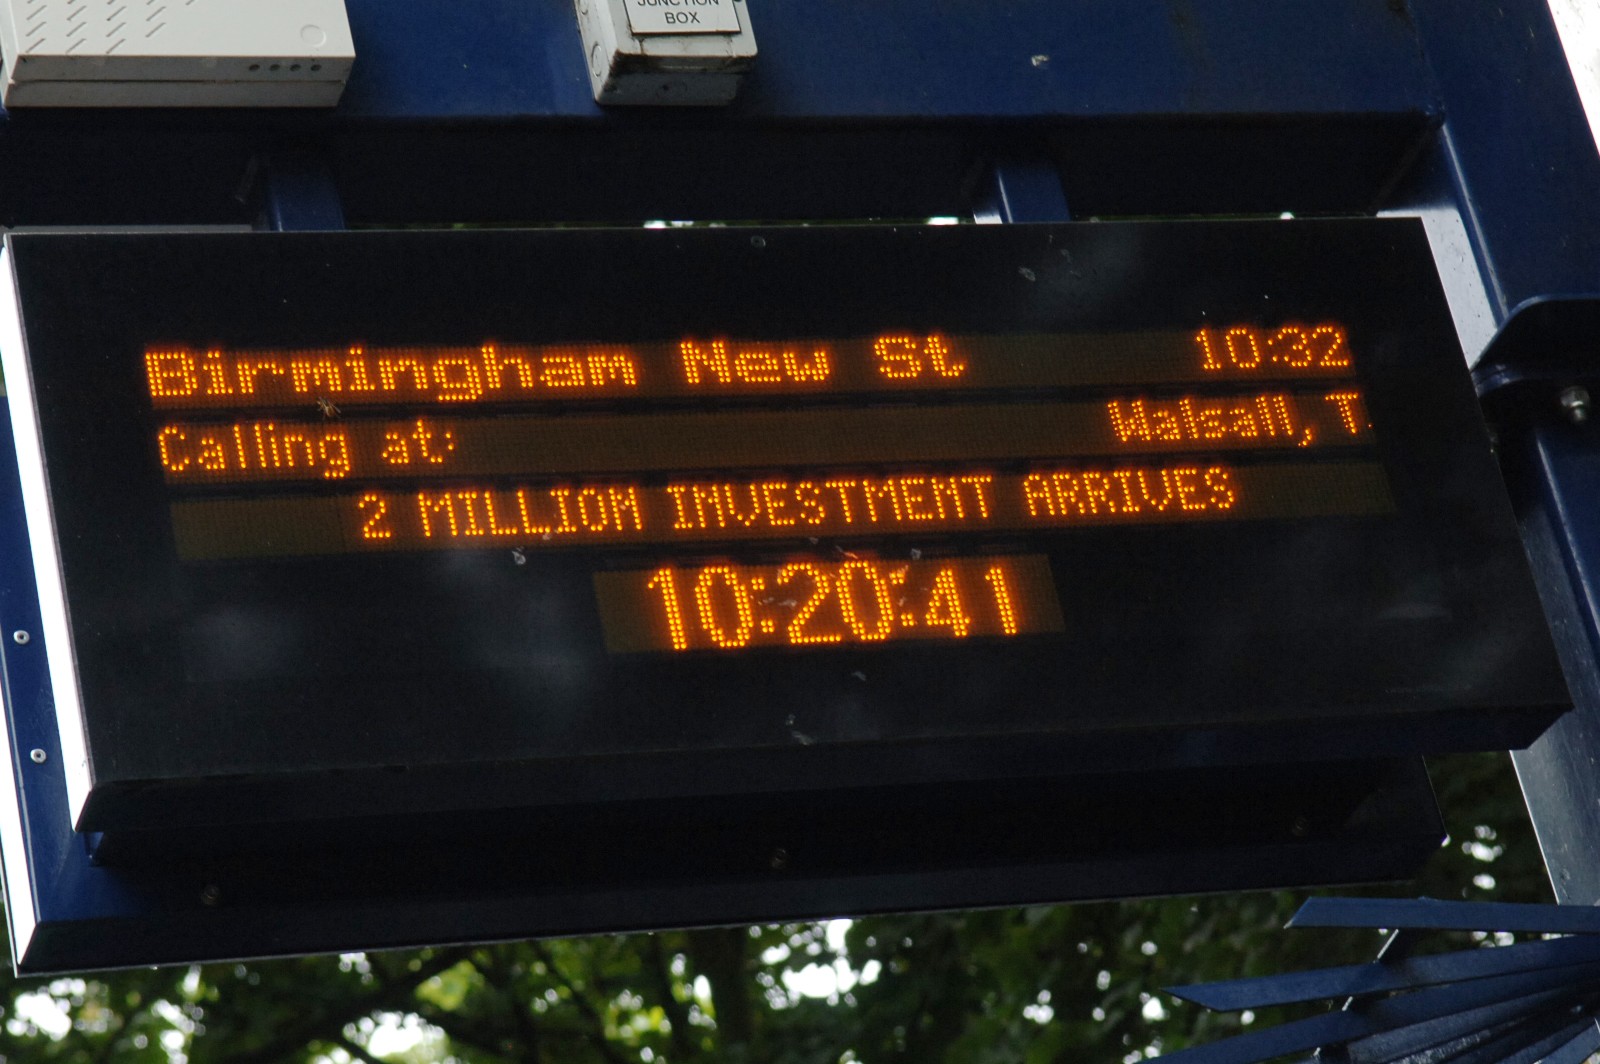 JUNCTION
BOX
Birmingham New St 10:32
Calling at: Walsall, T
2 MILLION INVESTMENT ARRIVES
10:20:41